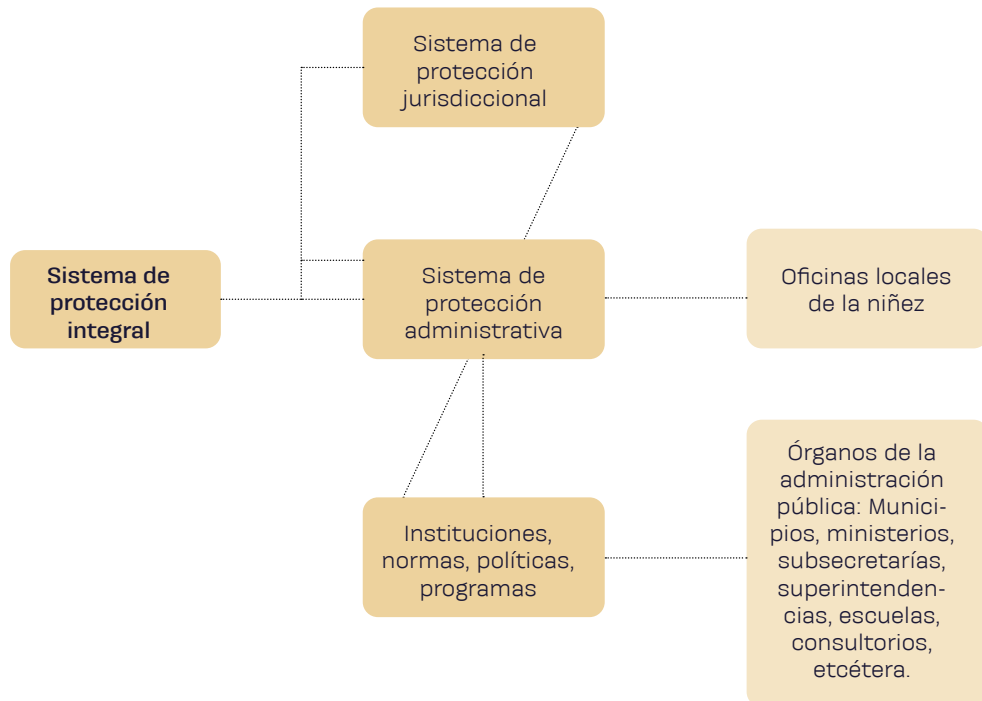 Sistema de
protección
jurisdiccional
Sistema de
protección
integral
Sistema de
protección
administrativa
Oficinas locales
de la niñez
Instituciones,
normas, políticas,
programas
Órganos de la
administración
pública: Munici-
pios, ministerios,
subsecretarías,
superintenden-
cias, escuelas,
consultorios,
etcétera.